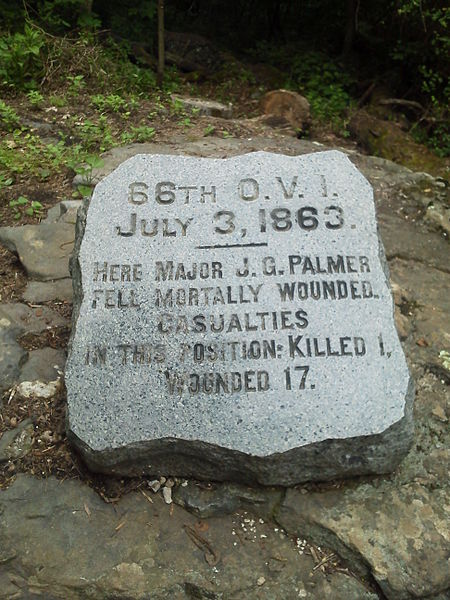 66TH O.V.I.
JULY 3, 1863.
HERE MAJOR J. G. PALMER
FELL MORTALLY WOUNDED.
CASUALTIES
IN THIS POSITION: KILLED 1,
WOUNDED 17.